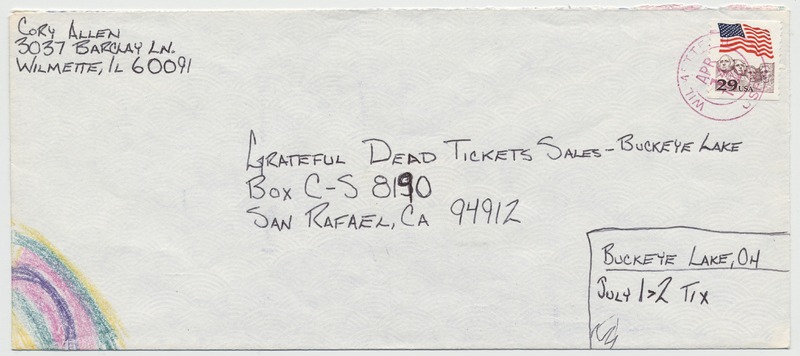 Cory Allen
3037 Barclay Ln.
Wilmette, IL 60091
APR
29 USA
Grateful Dead Tickets Sales - Buckeye Lake
Box C-S 8190
San Rafael, Ca 94912
Buckeye Lake, OH
July 1>2 Tix